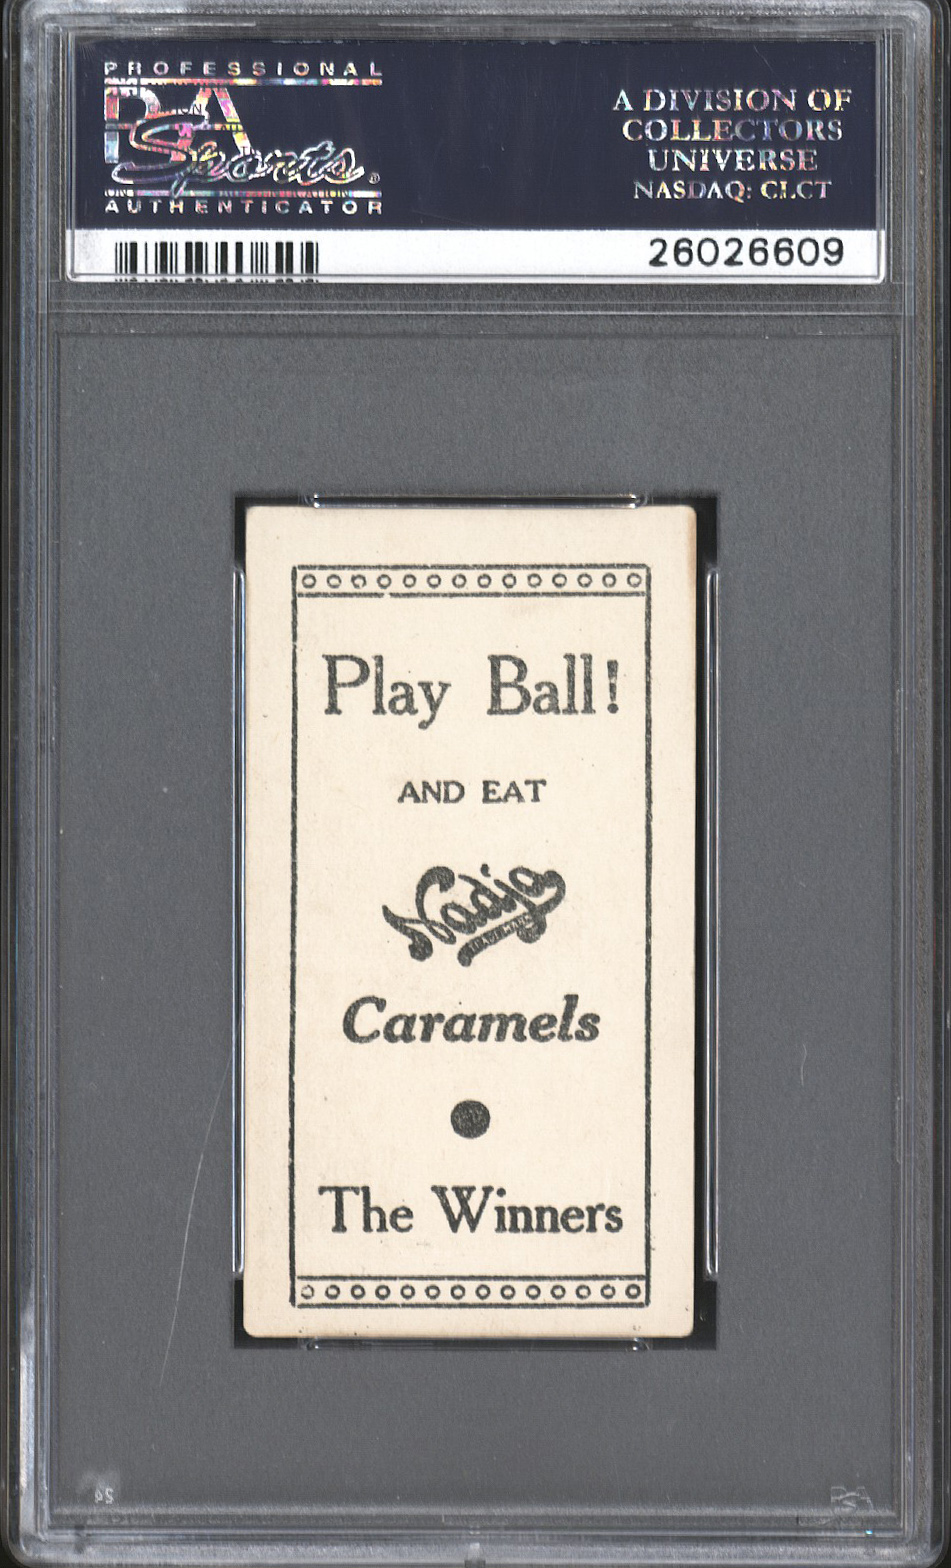 PROFESSIONAL
PSA
Sports®
AUTHENTICATOR
A DIVISION OF
COLLECTORS
UNIVERSE
NASDAQ: CLCT
26026609
Play Ball!
AND EAT
Nadja
Caramels
The Winners